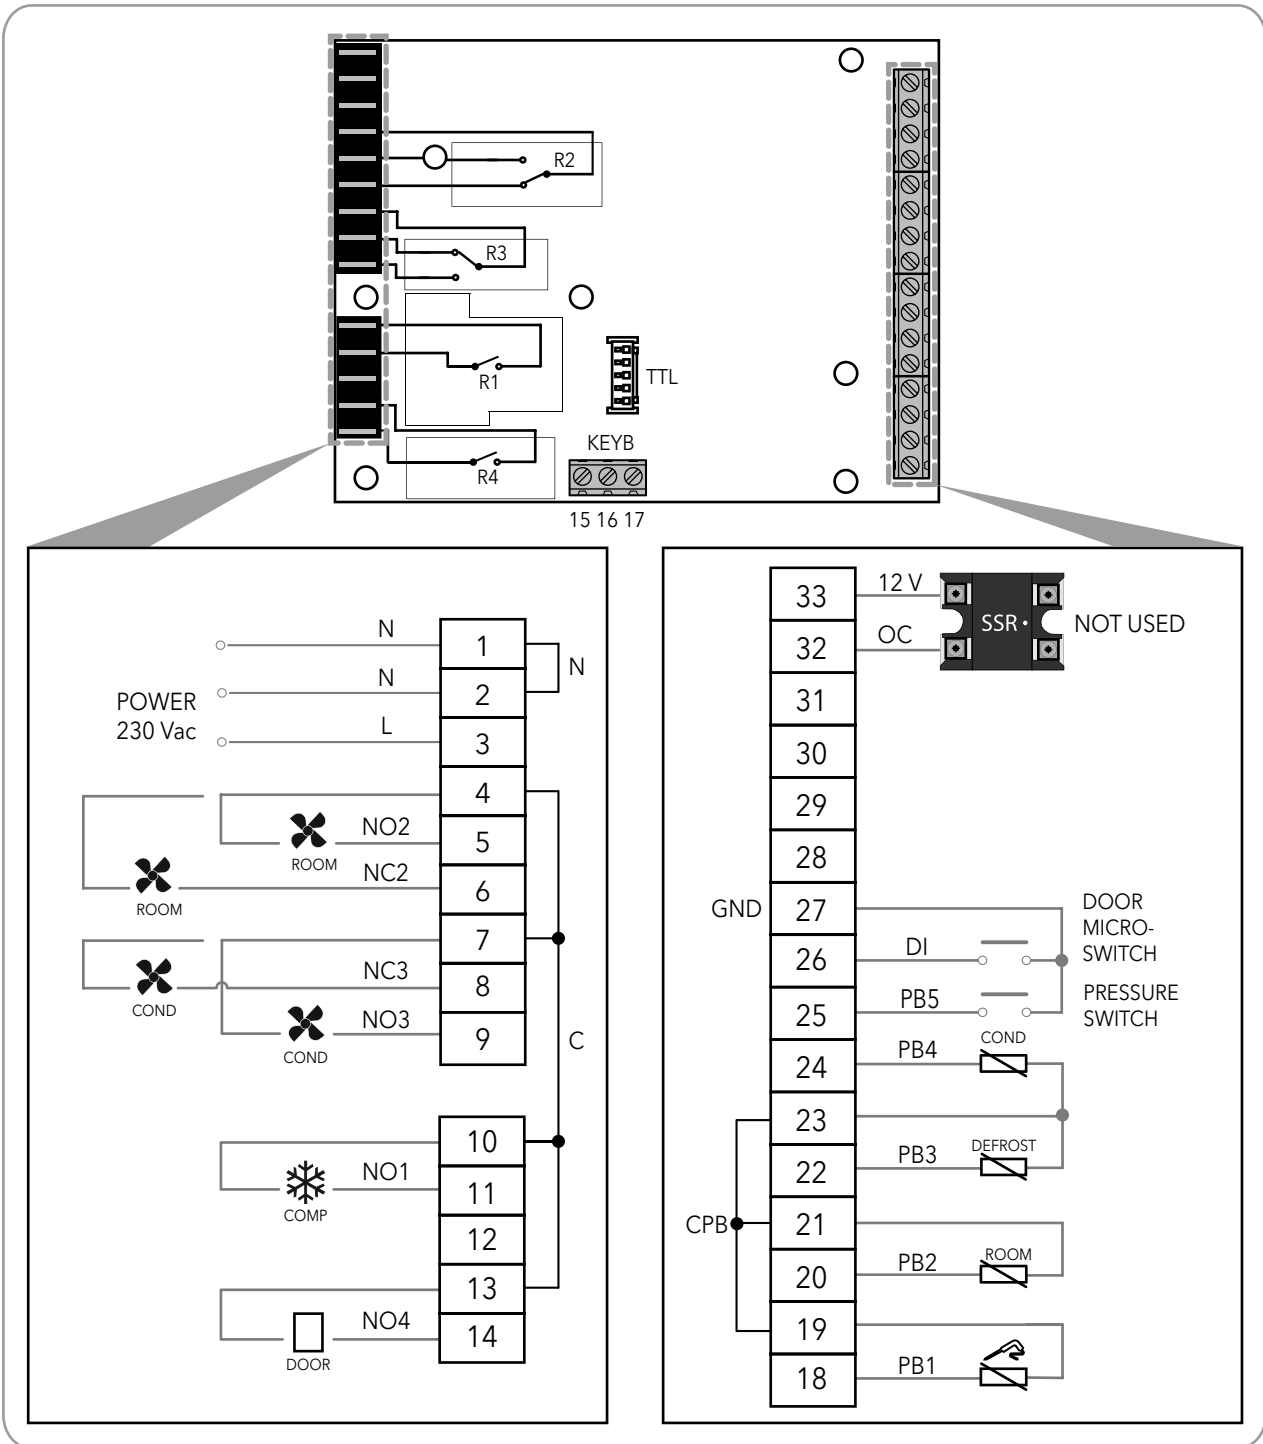 R2
R3
R1
TTL
KEYB
R4
15 16 17
N
1
N
N
2
POWER
230 Vac
L
3
4
NO2
5
ROOM
NC2
6
ROOM
7
NC3
8
COND
NO3
9
C
COND
10
NO1
11
COMP
12
13
NO4
14
DOOR
33
12 V
SSR
NOT USED
32
OC
31
30
29
28
GND
27
DOOR
MICRO-
SWITCH
26
DI
25
PB5
PRESSURE
SWITCH
24
PB4
COND
23
22
PB3
DEFROST
CPB
21
20
PB2
ROOM
19
18
PB1